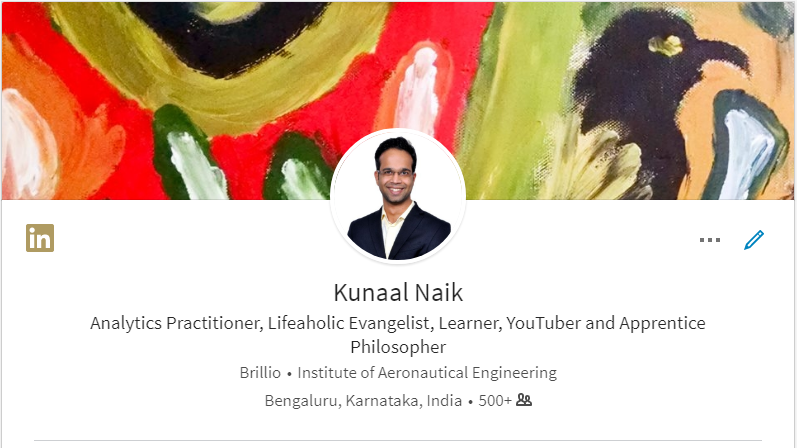 in
Kunaal Naik
Analytics Practitioner, Lifeaholic Evangelist, Learner, YouTuber and Apprentice
Philosopher
Brillio • Institute of Aeronautical Engineering
Bengaluru, Karnataka, India • 500+